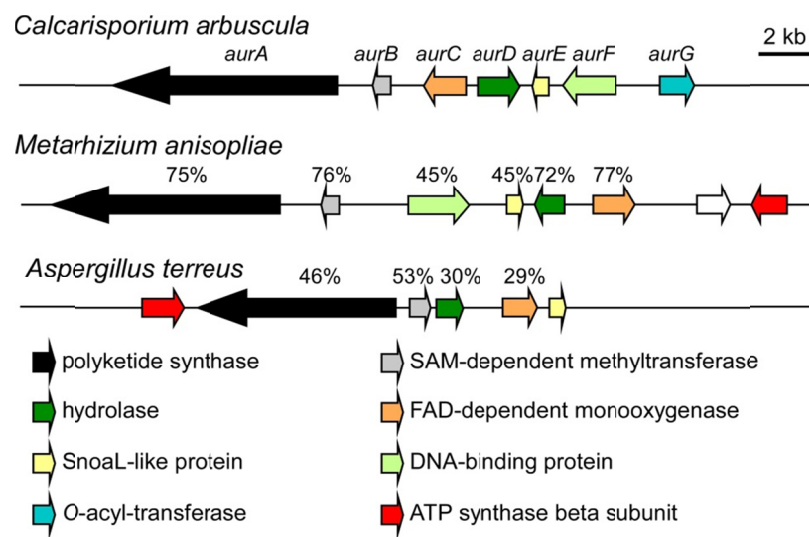 Calcarisporium arbuscula
2 kb
aurA aurB aurC aurD aurE aurF aurG
Metarhizium anisopliae
75% 76% 45% 45% 72% 77%
Aspergillus terreus
46% 53% 30% 29%
polyketide synthase
SAM-dependent methyltransferase
hydrolase
FAD-dependent monooxygenase
SnoaL-like protein
DNA-binding protein
O-acyl-transferase
ATP synthase beta subunit